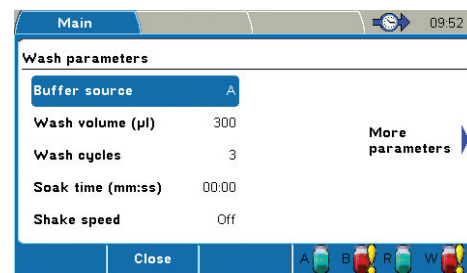 Main 09:52
Wash parameters
Buffer source A
Wash volume (µl) 300
Wash cycles 3
Soak time (mm:ss) 00:00
Shake speed Off
More
parameters
Close A B R W